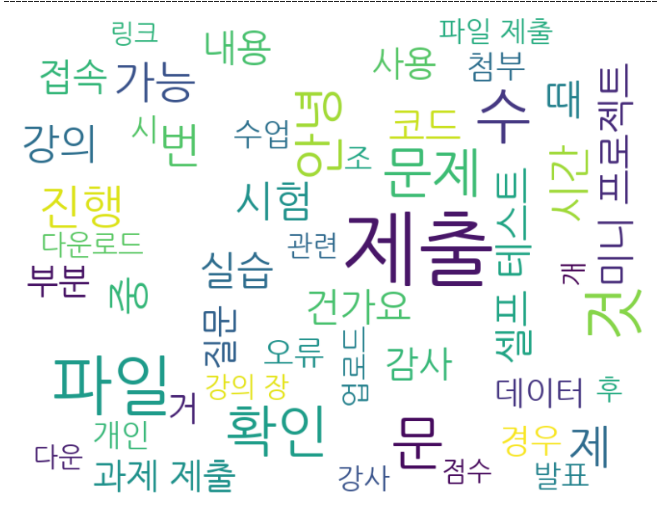 링크
내용
파일 제출
접속
가능
사용
첨부
수
때
미니 프로젝트
강의
시
번
수업
안녕
조
코드
문제
시간
진행
시험
제출
셀프 테스트
다운로드
관련
개
부분
중
실습
건가요
것
질문
오류
업로드
감사
파일
거
강의 장
데이터
후
개인
확인
문
경우
제
다운
과제 제출
강사
점수
발표